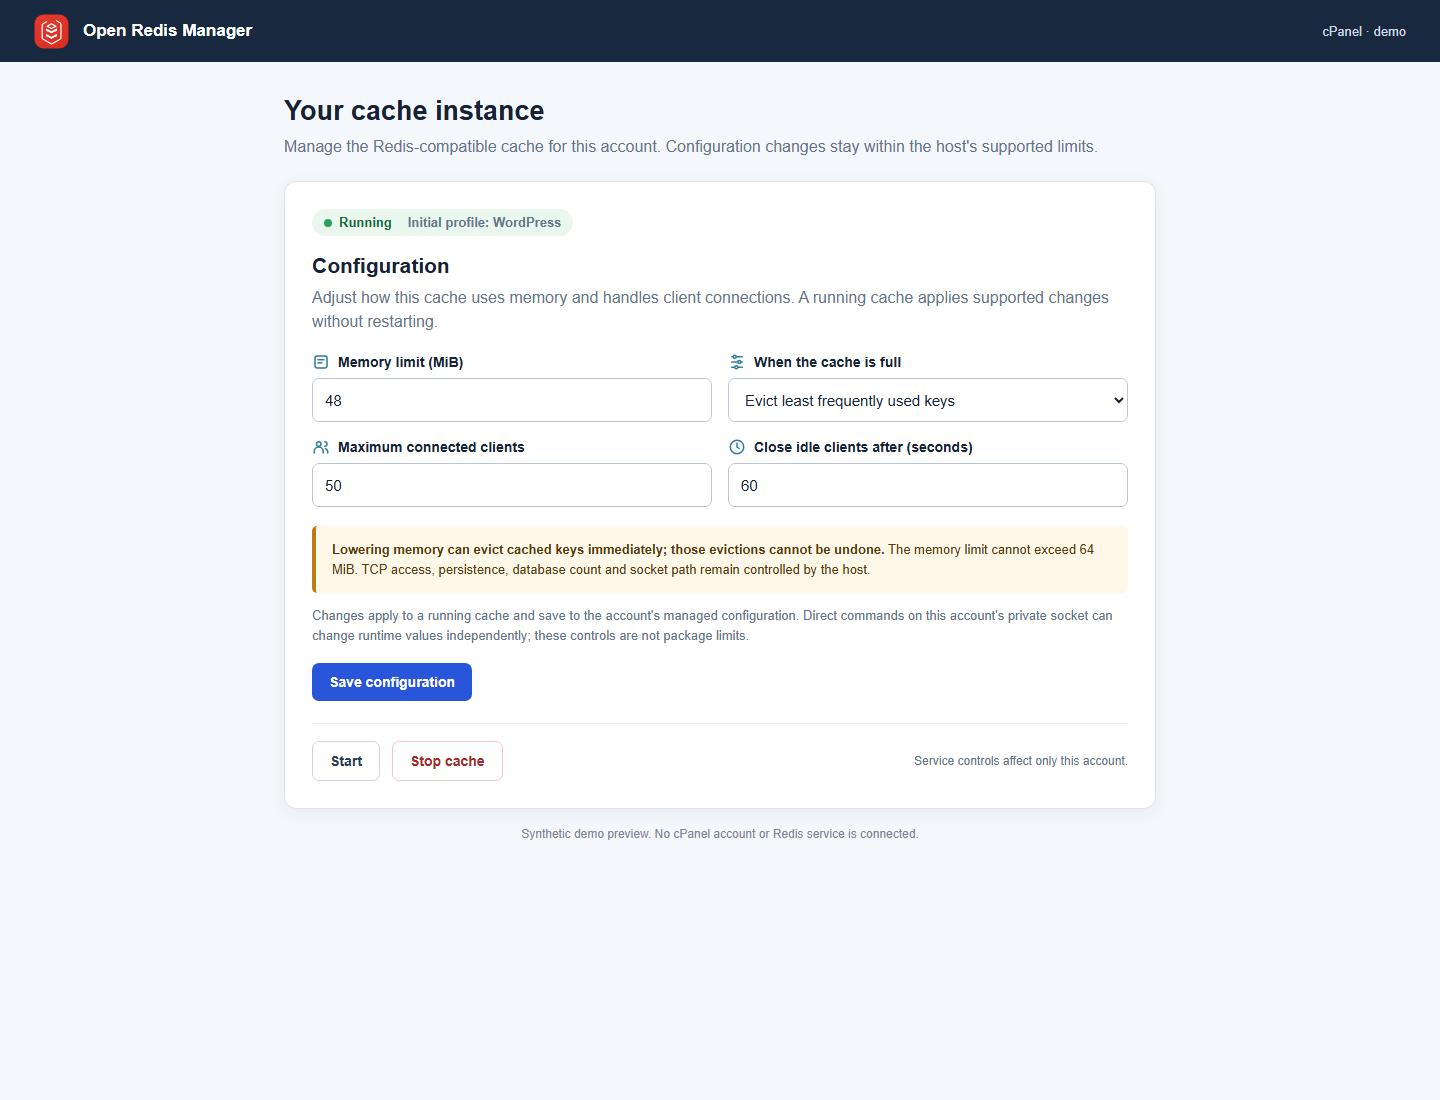 Open Redis Manager
cPanel · demo
Your cache instance
Manage the Redis-compatible cache for this account. Configuration changes stay within the host's supported limits.
Running Initial profile: WordPress
Configuration
Adjust how this cache uses memory and handles client connections. A running cache applies supported changes
without restarting.
Memory limit (MiB)
48
When the cache is full
Evict least frequently used keys
Maximum connected clients
50
Close idle clients after (seconds)
60
Lowering memory can evict cached keys immediately; those evictions cannot be undone. The memory limit cannot exceed 64
MiB. TCP access, persistence, database count and socket path remain controlled by the host.
Changes apply to a running cache and save to the account's managed configuration. Direct commands on this account's private socket can
change runtime values independently; these controls are not package limits.
Save configuration
Start
Stop cache
Service controls affect only this account.
Synthetic demo preview. No cPanel account or Redis service is connected.